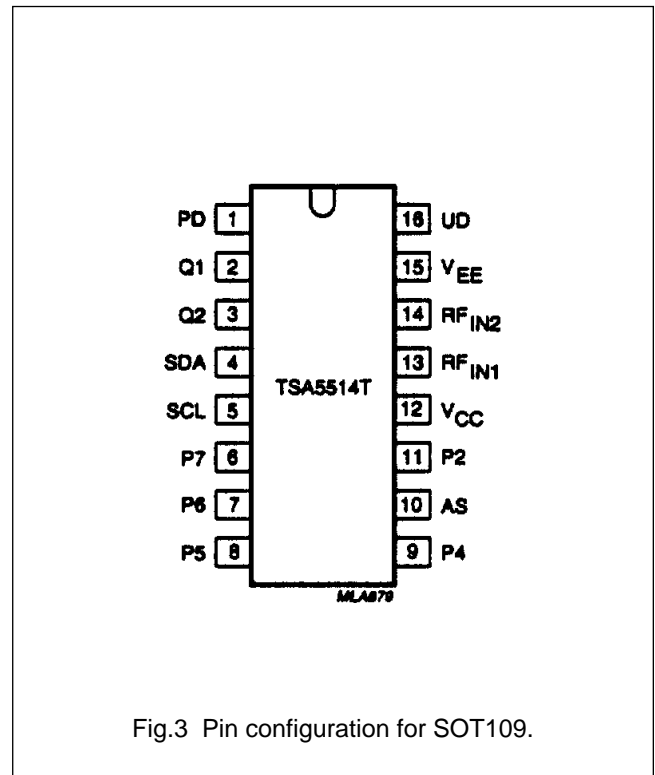 PD 1 16 UD
Q1 2 15 VEE
Q2 3 14 RFIN2
SDA 4 13 RFIN1
TSA5514T
SCL 5 12 VCC
P7 6 11 P2
P6 7 10 AS
P5 8 9 P4
MLA679
Fig.3 Pin configuration for SOT109.